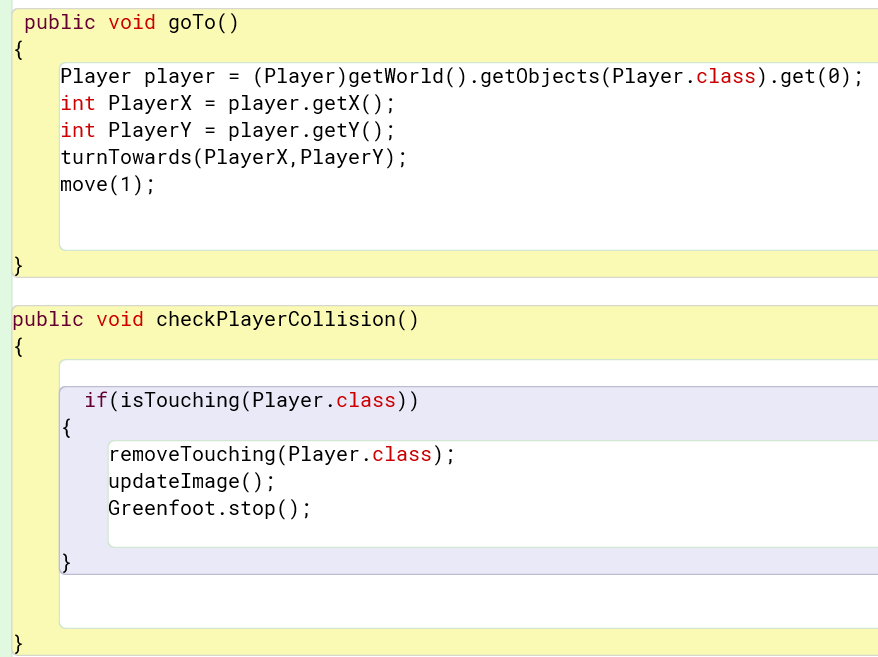 public void goTo()
{
Player player = (Player)getWorld().getObjects(Player.class).get(0);
int PlayerX = player.getX();
int PlayerY = player.getY();
turnTowards(PlayerX,PlayerY);
move(1);
}
public void checkPlayerCollision()
{
if(isTouching(Player.class))
{
removeTouching(Player.class);
updateImage();
Greenfoot.stop();
}
}